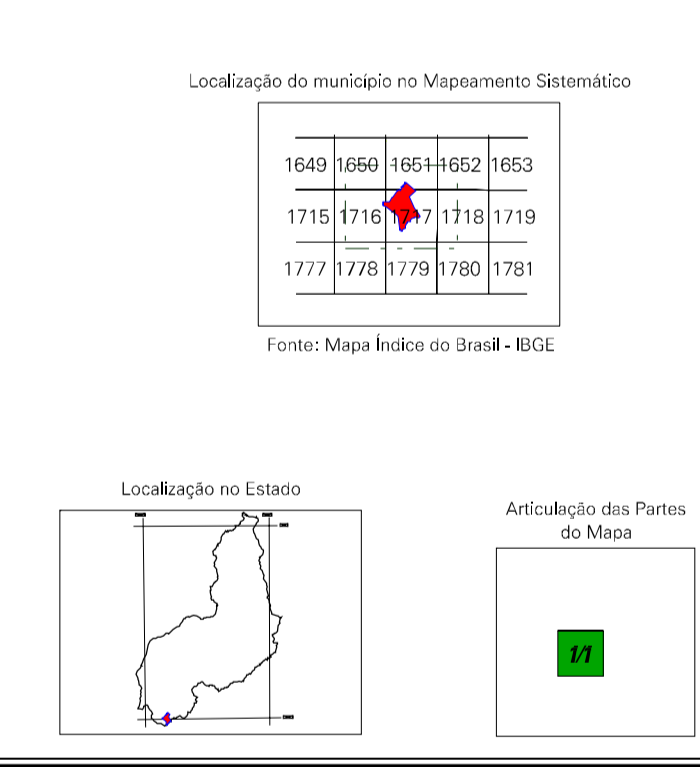 Localização do município no Mapeamento Sistemático
1649 1650 1651 1652 1653
1715 1716 1717 1718 1719
1777 1778 1779 1780 1781
Fonte: Mapa Índice do Brasil - IBGE
Localização no Estado
Articulação das Partes
do Mapa
1/1